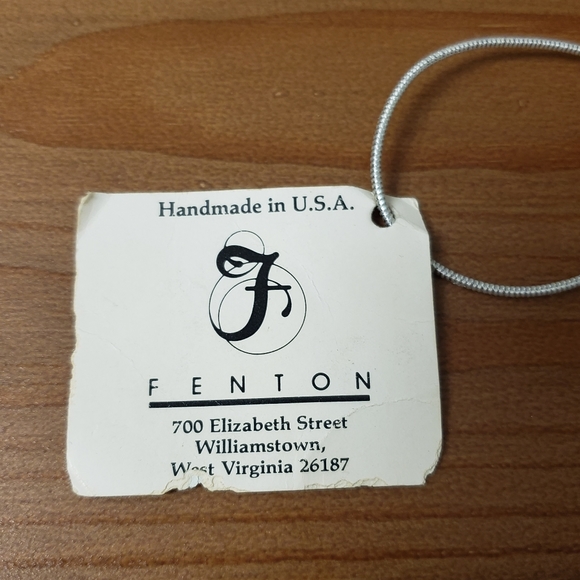 Handmade in U.S.A.
F
FENTON
700 Elizabeth Street
Williamstown,
West Virginia 26187